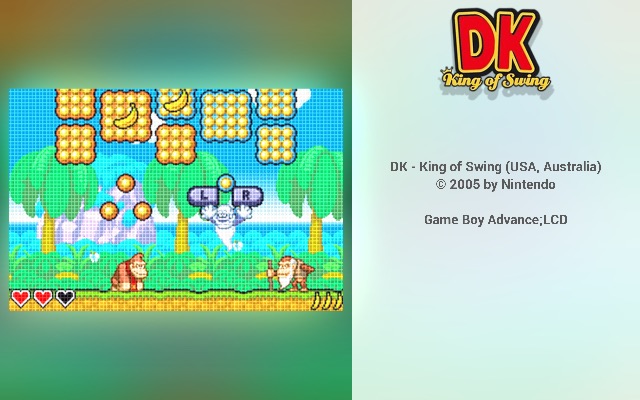 DK
King of Swing
L R
DK - King of Swing (USA, Australia)
© 2005 by Nintendo
Game Boy Advance;LCD